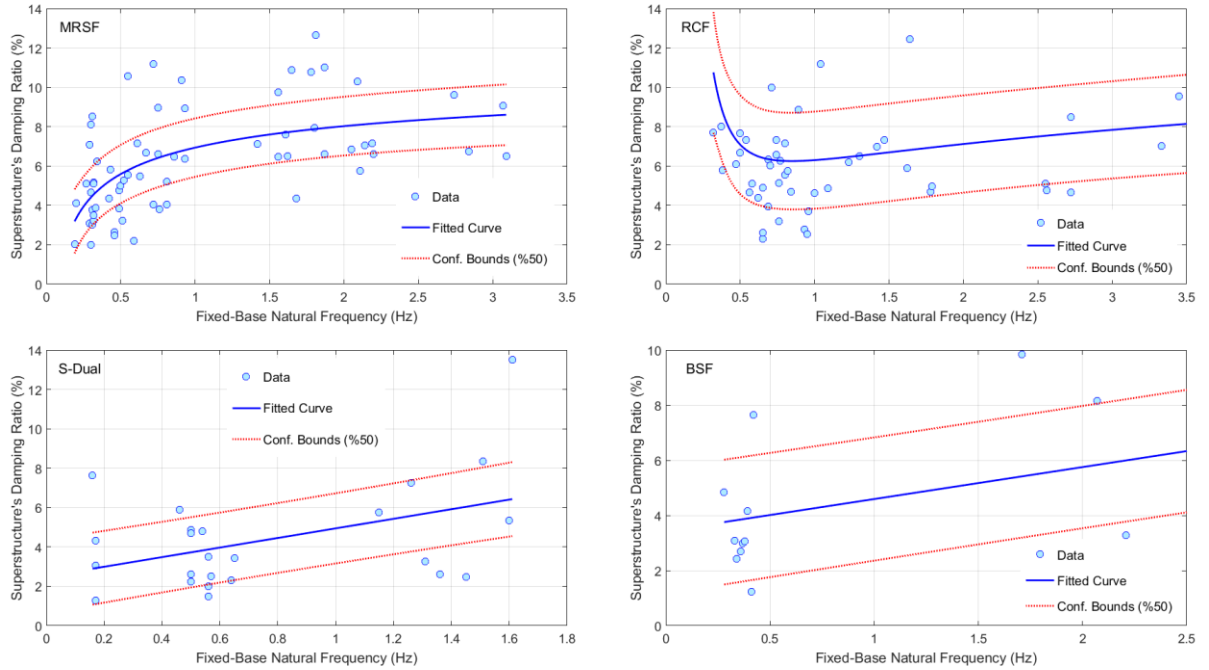 MRSF
Superstructure's Damping Ratio (%)
14
12
10
8
6
4
2
0
Data
Fitted Curve
Conf. Bounds (%50)
0 0.5 1 1.5 2 2.5 3 3.5
Fixed-Base Natural Frequency (Hz)
RCF
Superstructure's Damping Ratio (%)
14
12
10
8
6
4
2
0
Data
Fitted Curve
Conf. Bounds (%50)
0 0.5 1 1.5 2 2.5 3 3.5
Fixed-Base Natural Frequency (Hz)
S-Dual
Superstructure's Damping Ratio (%)
14
12
10
8
6
4
2
0
Data
Fitted Curve
Conf. Bounds (%50)
0 0.2 0.4 0.6 0.8 1 1.2 1.4 1.6 1.8
Fixed-Base Natural Frequency (Hz)
BSF
Superstructure's Damping Ratio (%)
10
8
6
4
2
0
Data
Fitted Curve
Conf. Bounds (%50)
0 0.5 1 1.5 2 2.5
Fixed-Base Natural Frequency (Hz)